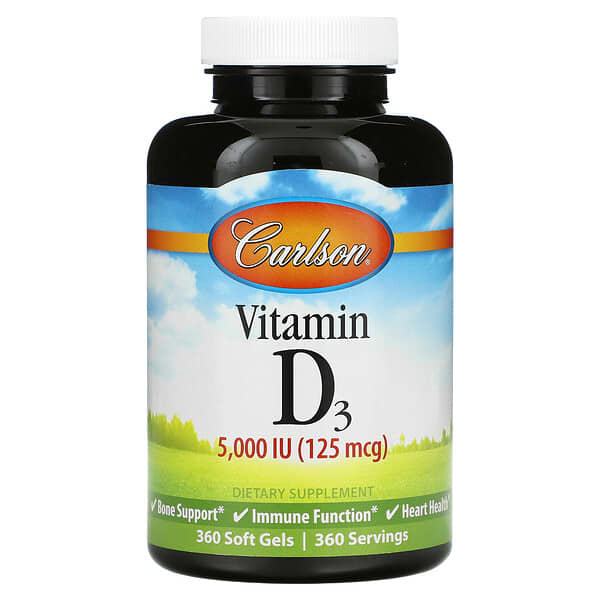 Carlson®
Vitamin
D3
5,000 IU (125 mcg)
DIETARY SUPPLEMENT
✓ Bone Support* ✓ Immune Function* ✓ Heart Health*
360 Soft Gels | 360 Servings